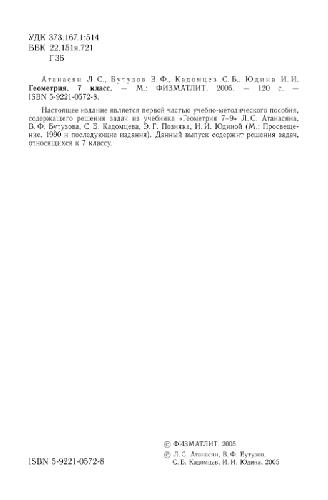 УДК 373.167.1:514
ББК 22.151я.721
Г36
Атанасян Л.С., Бутузов В.Ф., Кадомцев С.Б., Юдина И.И.
Геометрия. 7 класс. — М.: ФИЗМАТЛИТ. 2005. — 120 с. —
ISBN 5-9221-0572-8.
Настоящее издание является первой частью учебно-методического пособия,
содержащего решения задач из учебника «Геометрия 7–9» Л.С. Атанасяна,
В.Ф. Бутузова, С.Б. Кадомцева, Э.Г. Позняка, И.И. Юдиной (М.: Просвеще-
ние, 1990 и последующие издания). Данный выпуск содержит решения задач,
относящихся к 7 классу.
© ФИЗМАТЛИТ. 2005
© Л.С. Атанасян, В.Ф. Бутузов,
ISBN 5-9221-0572-8
С.Б. Кадомцев, И.И. Юдина, 2005